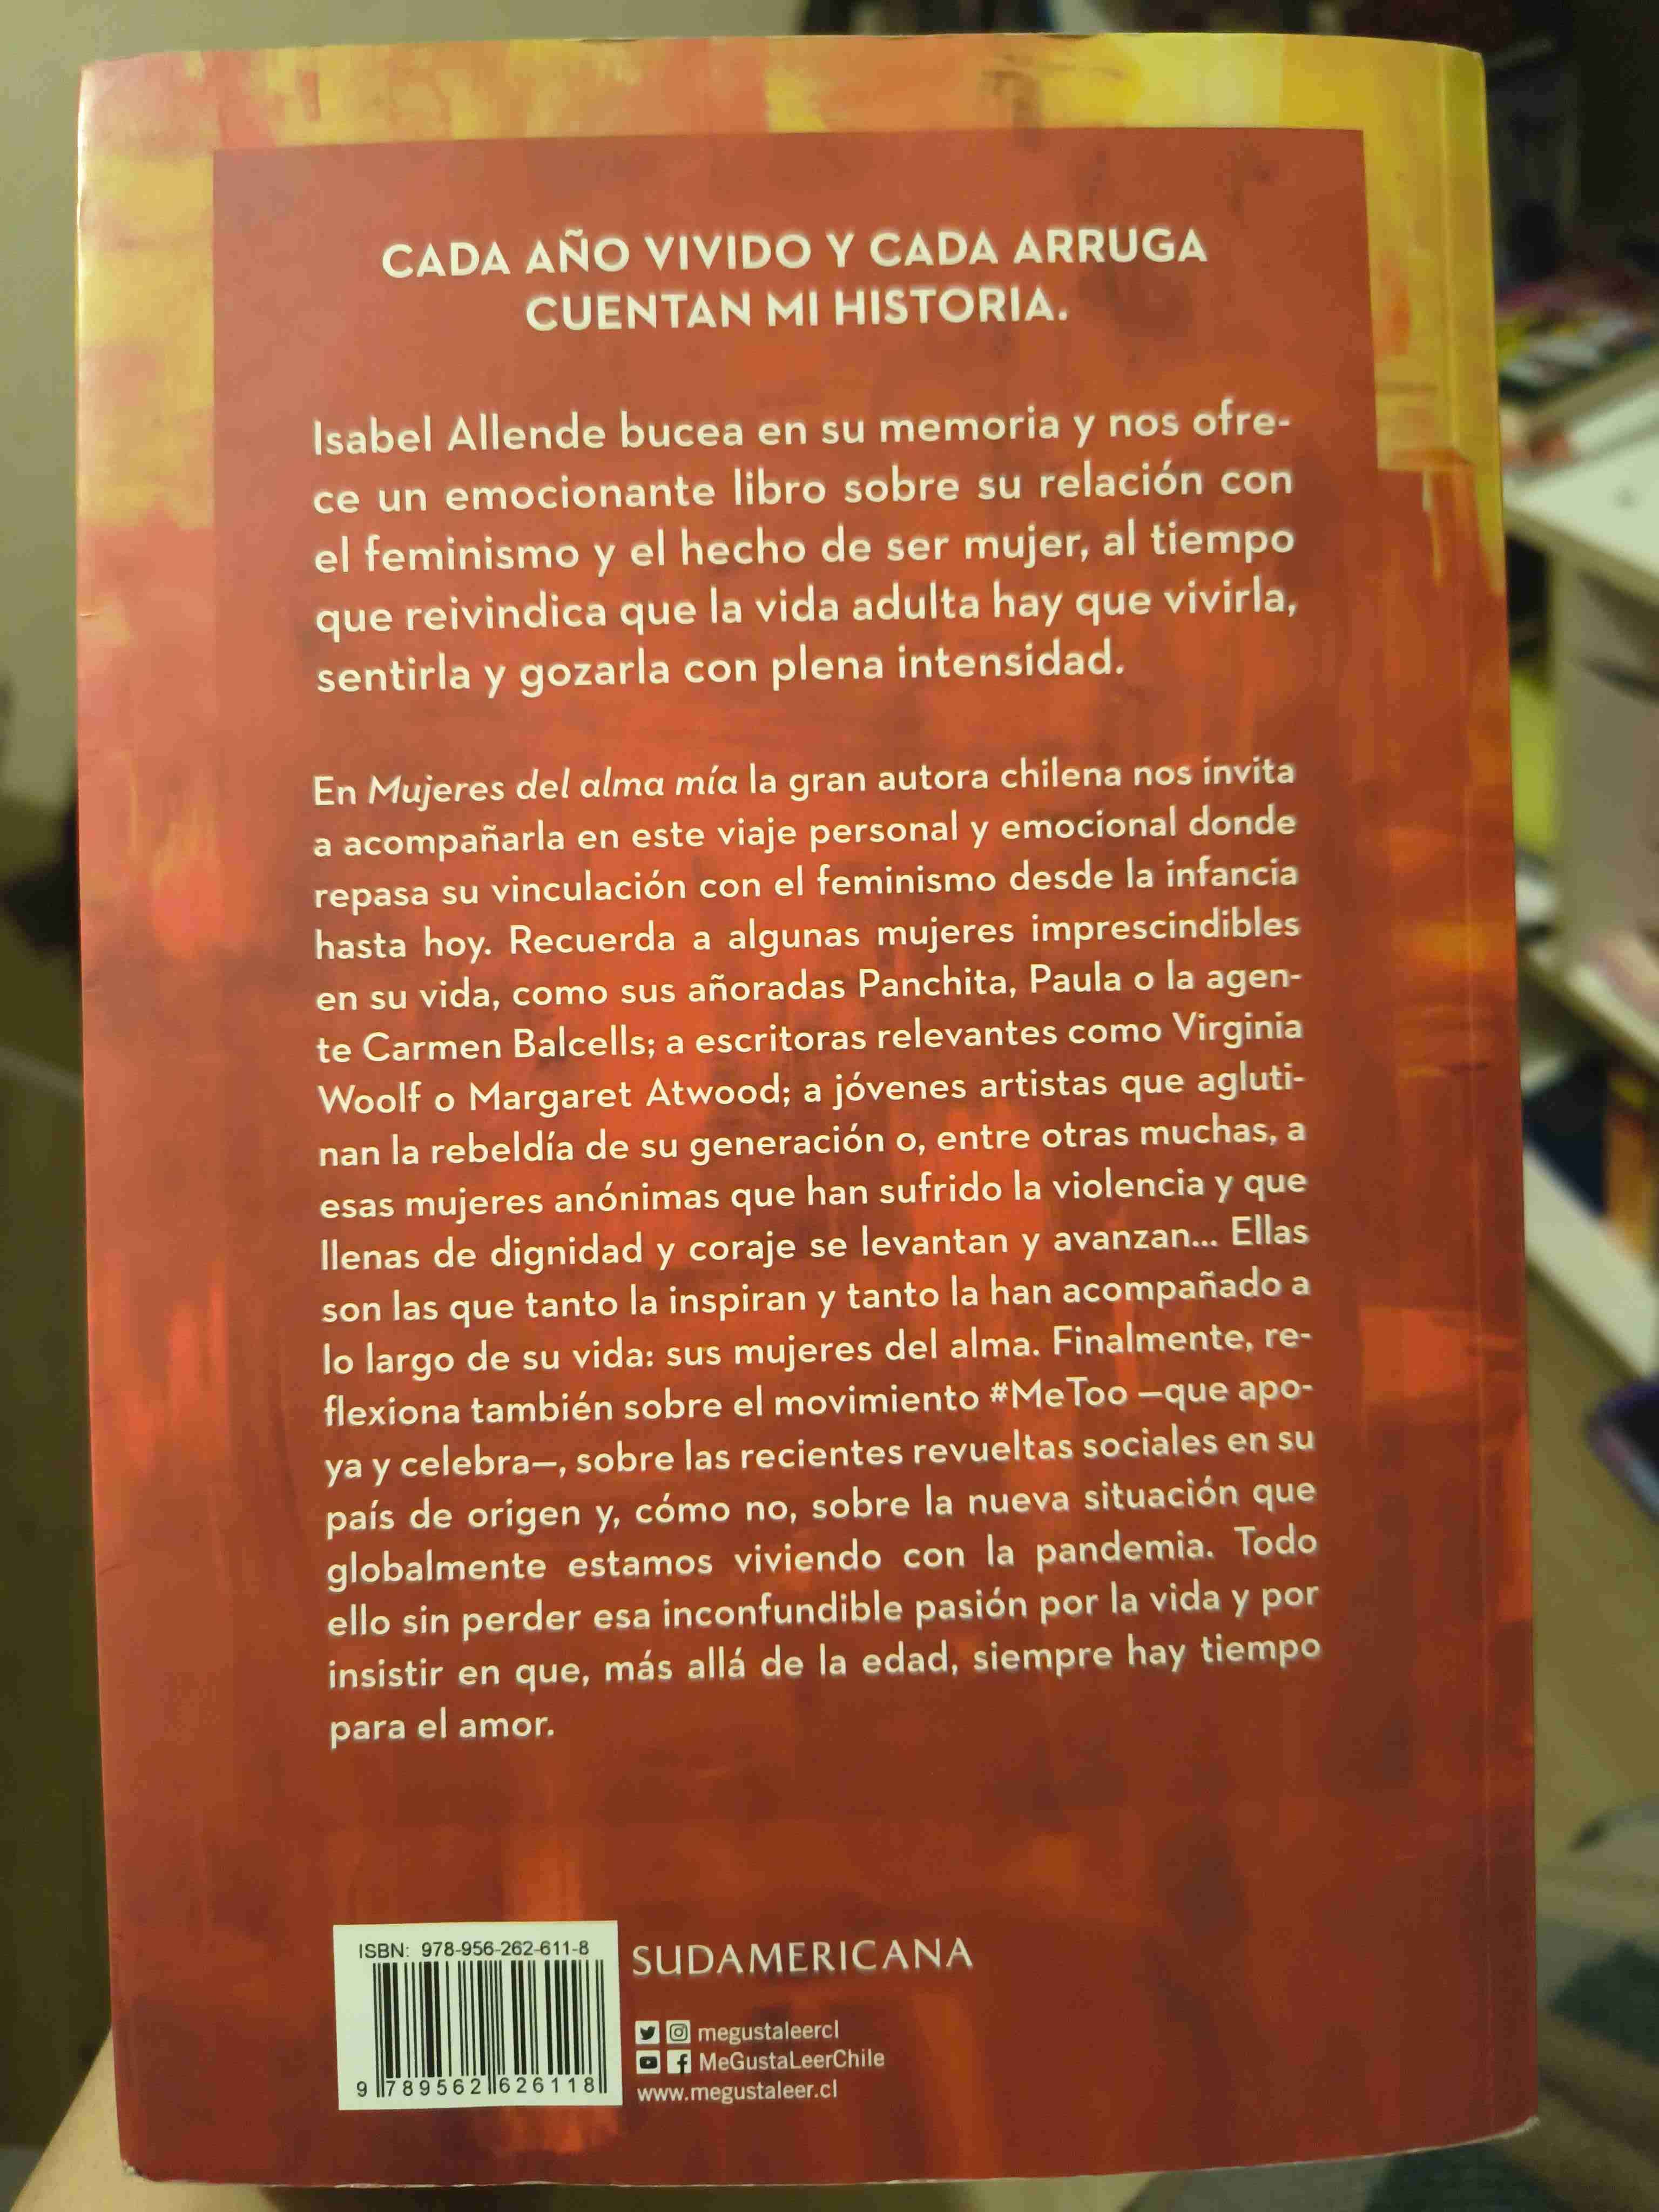 CADA AÑO VIVIDO Y CADA ARRUGA
CUENTAN MI HISTORIA.
Isabel Allende bucea en su memoria y nos ofre-
ce un emocionante libro sobre su relación con
el feminismo y el hecho de ser mujer, al tiempo
que reivindica que la vida adulta hay que vivirla,
sentirla y gozarla con plena intensidad.
En Mujeres del alma mía la gran autora chilena nos invita
a acompañarla en este viaje personal y emocional donde
repasa su vinculación con el feminismo desde la infancia
hasta hoy. Recuerda a algunas mujeres imprescindibles
en su vida, como sus añoradas Panchita, Paula o la agen-
te Carmen Balcells; a escritoras relevantes como Virginia
Woolf o Margaret Atwood; a jóvenes artistas que agluti-
nan la rebeldía de su generación o, entre otras muchas, a
esas mujeres anónimas que han sufrido la violencia y que
llenas de dignidad y coraje se levantan y avanzan... Ellas
son las que tanto la inspiran y tanto la han acompañado a
lo largo de su vida: sus mujeres del alma. Finalmente, re-
flexiona también sobre el movimiento #MeToo —que apo-
ya y celebra—, sobre las recientes revueltas sociales en su
país de origen y, cómo no, sobre la nueva situación que
globalmente estamos viviendo con la pandemia. Todo
ello sin perder esa inconfundible pasión por la vida y por
insistir en que, más allá de la edad, siempre hay tiempo
para el amor.
ISBN: 978-956-262-611-8
9 789562 626118
SUDAMERICANA
megustaleercl
MeGustaLeerChile
www.megustaleer.cl